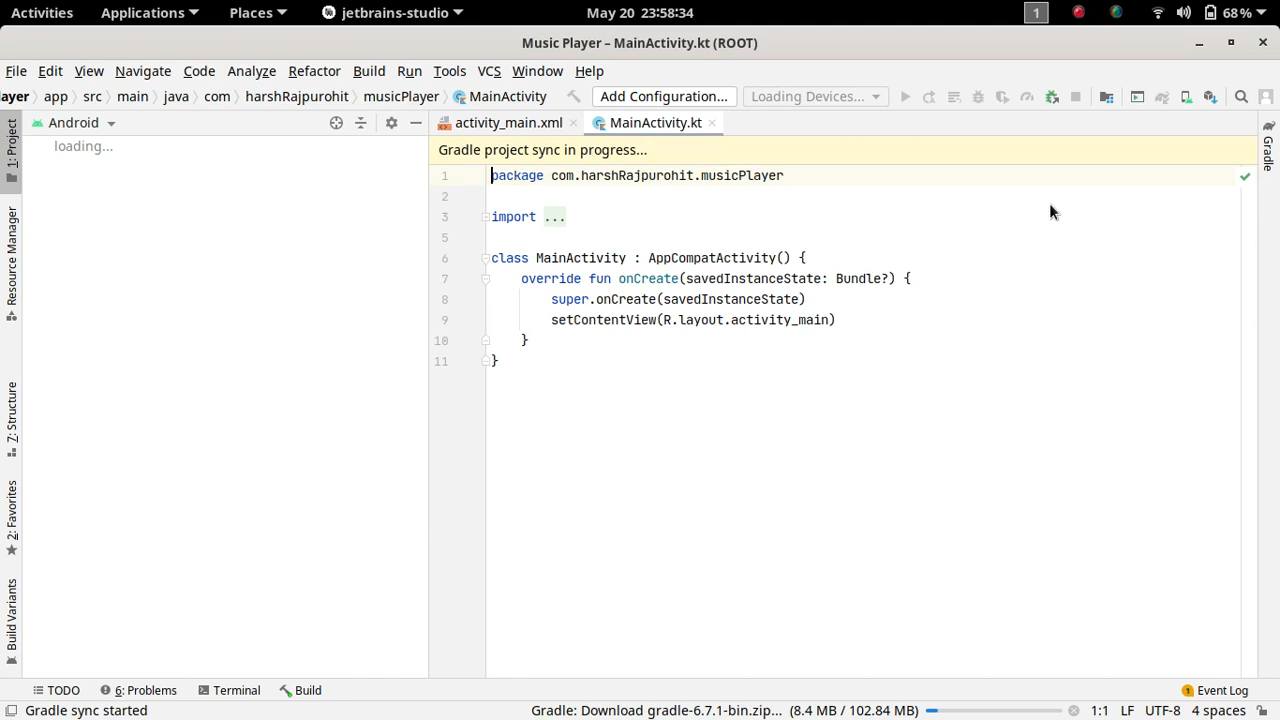 Activities Applications Places jetbrains-studio May 20 23:58:34 1 68%
Music Player – MainActivity.kt (ROOT)
File Edit View Navigate Code Analyze Refactor Build Run Tools VCS Window Help
layer app src main java com harshRajpurohit musicPlayer MainActivity Add Configuration... Loading Devices...
1: Project
Resource Manager
7: Structure
2: Favorites
Build Variants
Android
loading...
activity_main.xml MainActivity.kt
Gradle
Gradle project sync in progress...
1 package com.harshRajpurohit.musicPlayer
2
3 import ...
5
6 class MainActivity : AppCompatActivity() {
7 override fun onCreate(savedInstanceState: Bundle?) {
8 super.onCreate(savedInstanceState)
9 setContentView(R.layout.activity_main)
10 }
11 }
TODO 6: Problems Terminal Build 1 Event Log
Gradle sync started Gradle: Download gradle-6.7.1-bin.zip... (8.4 MB / 102.84 MB) 1:1 LF UTF-8 4 spaces